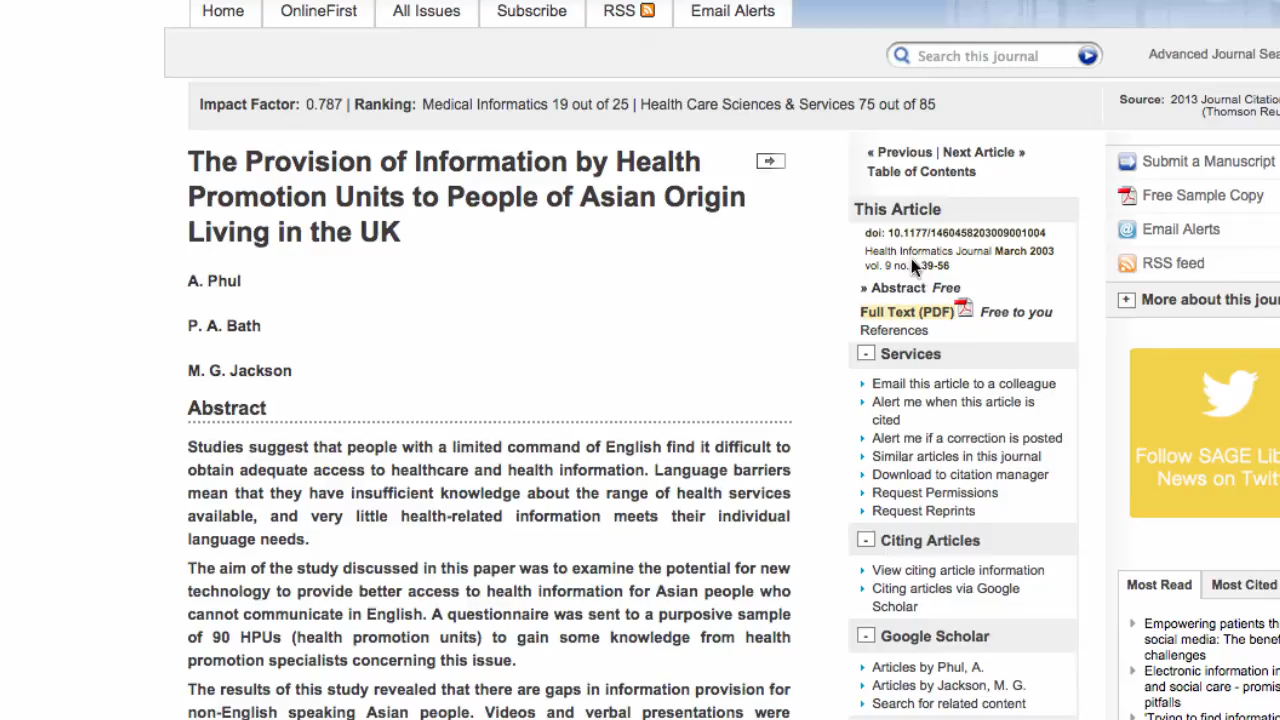 Home
OnlineFirst
All Issues
Subscribe
RSS
Email Alerts
Search this journal
Advanced Journal
Impact Factor: 0.787 | Ranking: Medical Informatics 19 out of 25 | Health Care Sciences & Services 75 out of 85
Source: 2013 Journal
(Thomson
The Provision of Information by Health
Promotion Units to People of Asian Origin
Living in the UK
A. Phul
P. A. Bath
M. G. Jackson
Abstract
Studies suggest that people with a limited command of English find it difficult to
obtain adequate access to healthcare and health information. Language barriers
mean that they have insufficient knowledge about the range of health services
available, and very little health-related information meets their individual
language needs.
The aim of the study discussed in this paper was to examine the potential for new
technology to provide better access to health information for Asian people who
cannot communicate in English. A questionnaire was sent to a purposive sample
of 90 HPUs (health promotion units) to gain some knowledge from health
promotion specialists concerning this issue.
The results of this study revealed that there are gaps in information provision for
non-English speaking Asian people. Videos and verbal presentations were
« Previous | Next Article »
Table of Contents
This Article
doi: 10.1177/1460458203009001004
Health Informatics Journal March 2003
vol. 9 no. 39-56
» Abstract Free
Full Text (PDF) Free to you
References
- Services
Email this article to a colleague
Alert me when this article is
cited
Alert me if a correction is posted
Similar articles in this journal
Download to citation manager
Request Permissions
Request Reprints
- Citing Articles
View citing article information
Citing articles via Google
Scholar
- Google Scholar
Articles by Phul, A.
Articles by Jackson, M. G.
Search for related content
Submit a Manuscript
Free Sample Copy
Email Alerts
RSS feed
+ More about this
Follow SAGE
News on
Most Read
Most Cited
Empowering patients
social media: The
challenges
Electronic information
and social care -
pitfalls
'Trying to find